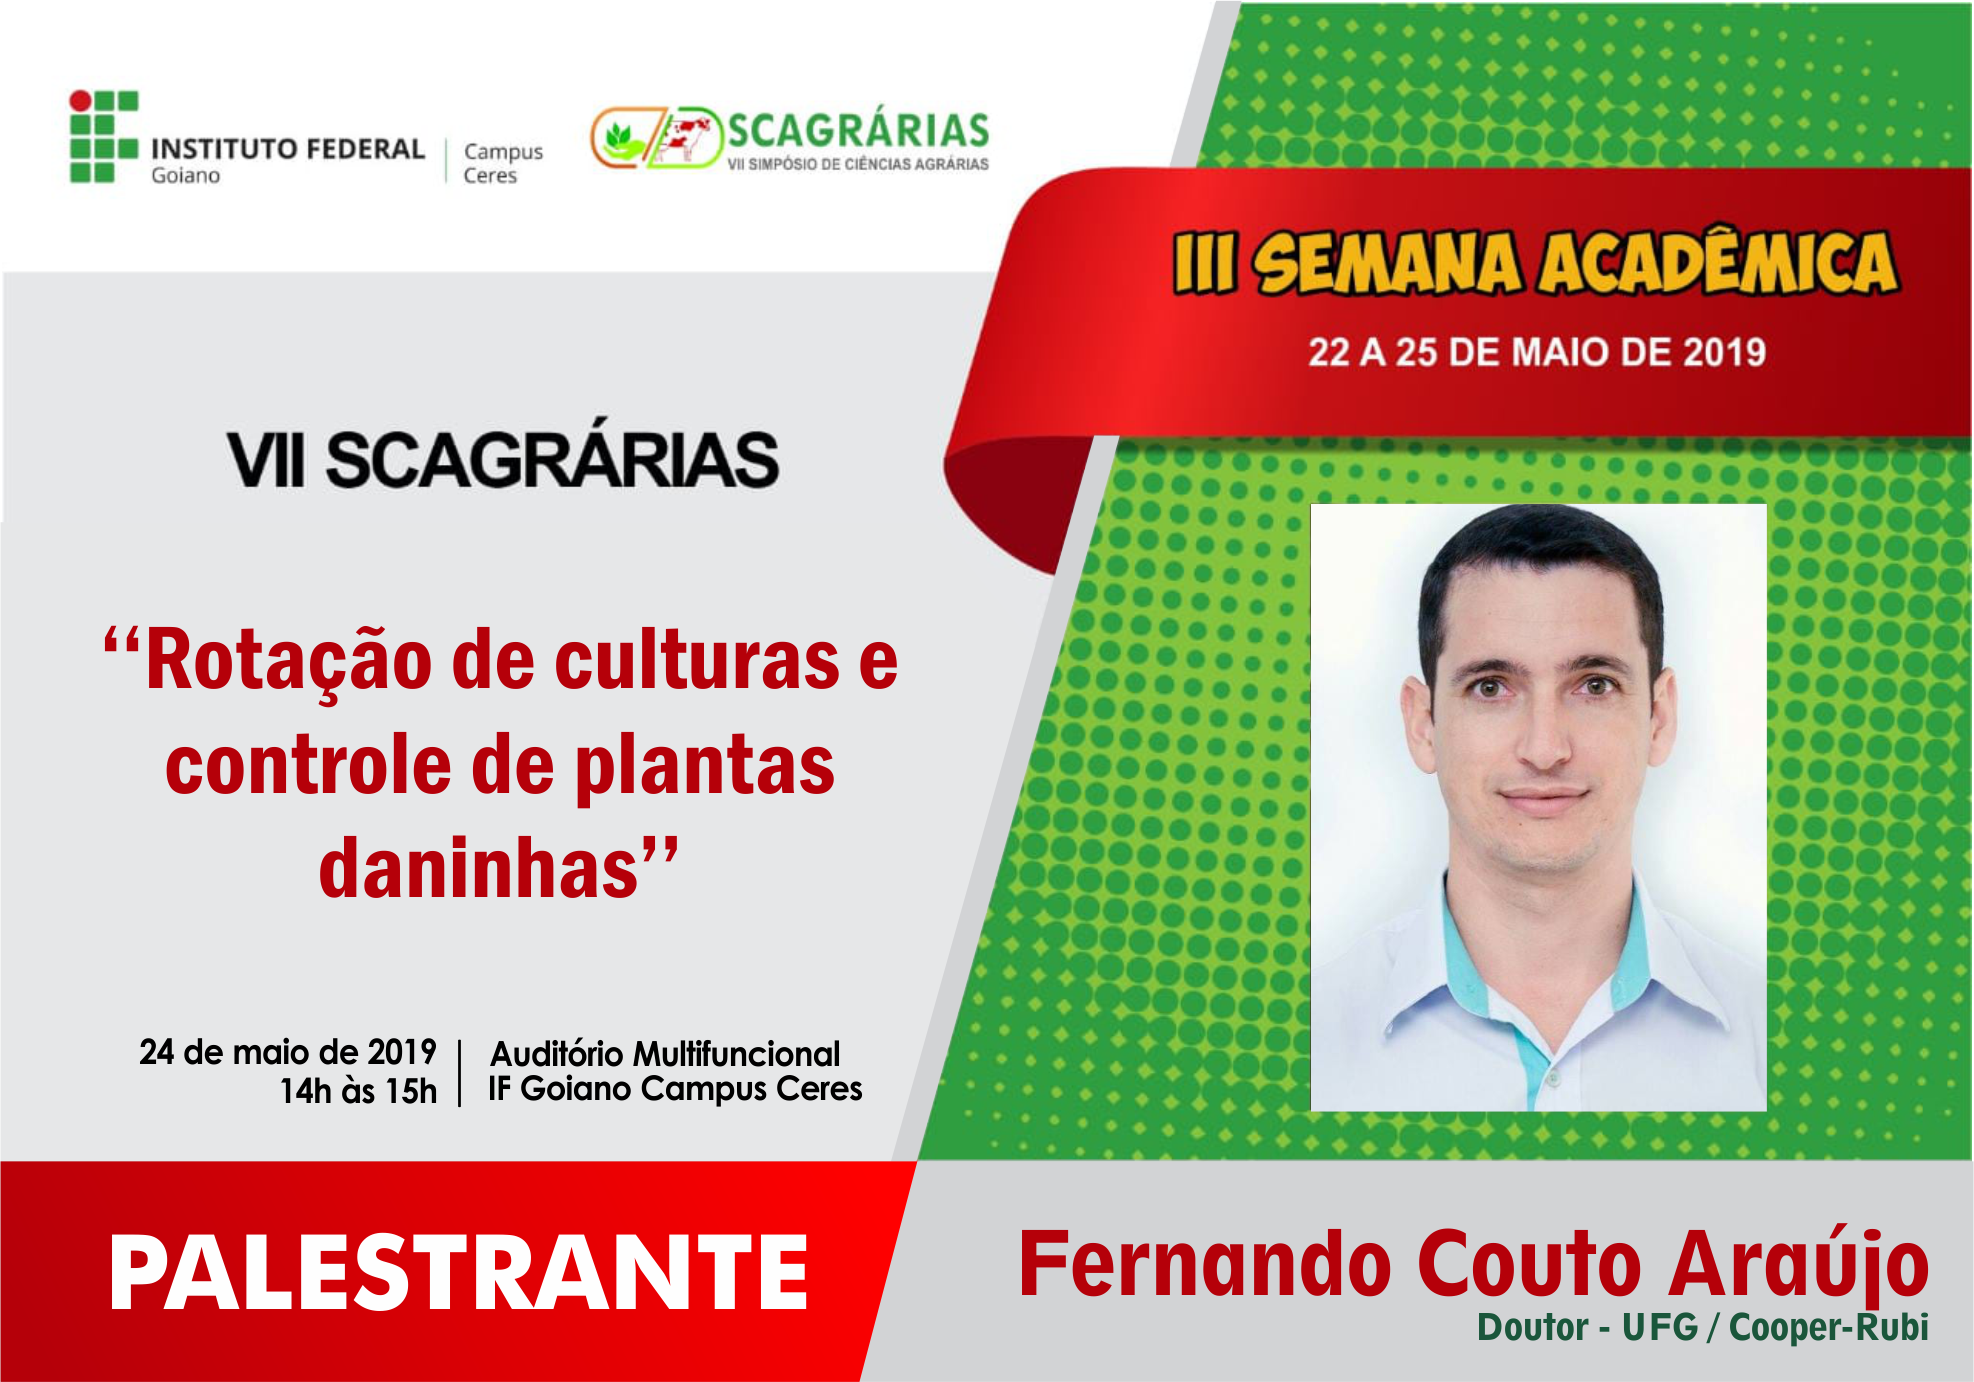 INSTITUTO FEDERAL
Goiano
Campus
Ceres
SCAGRÁRIAS
VII SIMPÓSIO DE CIÊNCIAS AGRÁRIAS
III SEMANA ACADÊMICA
22 A 25 DE MAIO DE 2019
VII SCAGRÁRIAS
‘‘Rotação de culturas e
controle de plantas
daninhas’’
24 de maio de 2019
14h às 15h
Auditório Multifuncional
IF Goiano Campus Ceres
PALESTRANTE
Fernando Couto Araújo
Doutor - UFG / Cooper-Rubi